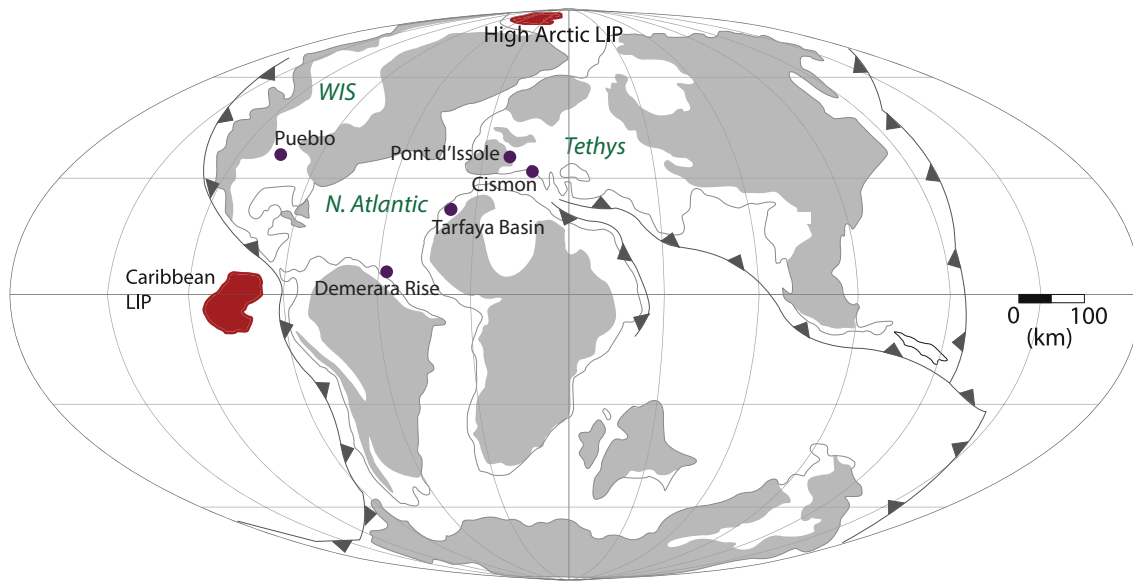 High Arctic LIP
WIS
Pueblo
Pont d'Issole
Tethys
Cismon
N. Atlantic
Tarfaya Basin
Caribbean
LIP
Demerara Rise
0 100
(km)